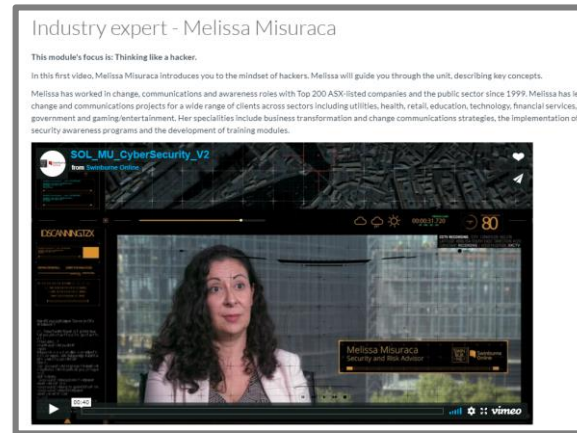 Industry expert - Melissa Misuraca
This module's focus is: Thinking like a hacker.
In this first video, Melissa Misuraca introduces you to the mindset of hackers. Melissa will guide you through the unit, describing key concepts.
Melissa has worked in change, communications and awareness roles with Top 200 ASX-listed companies and the public sector since 1999. Melissa has le
change and communications projects for a wide range of clients across sectors including utilities, health, retail, education, technology, financial services,
government and gaming/entertainment. Her specialities include business transformation and change communications strategies, the implementation of
security awareness programs and the development of training modules.
SOL_MU_CyberSecurity_V2
from Swinburne Online
IDSCANNING.TZX
80
Melissa Misuraca
Security and Risk Advisor
Swinburne
Online
00:40
vimeo